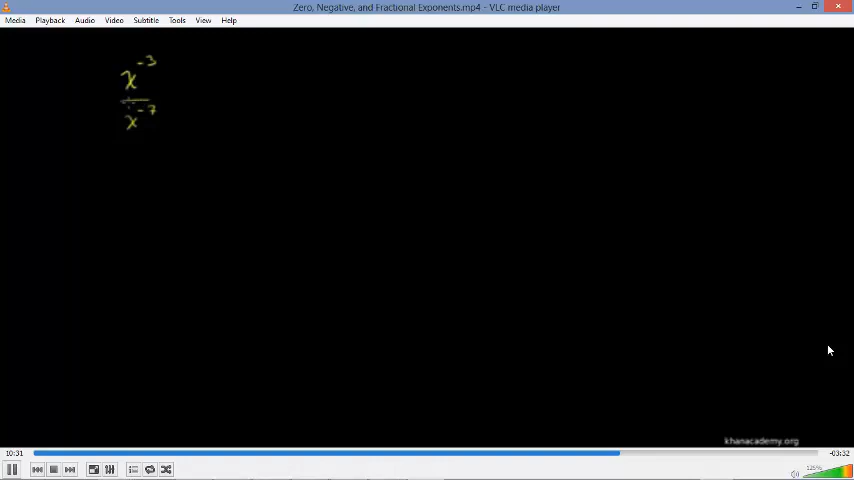 Zero, Negative, and Fractional Exponents.mp4 - VLC media player
Media Playback Audio Video Subtitle Tools View Help
x^-3
x^-7
khanacademy.org
10:31
-03:32
125%